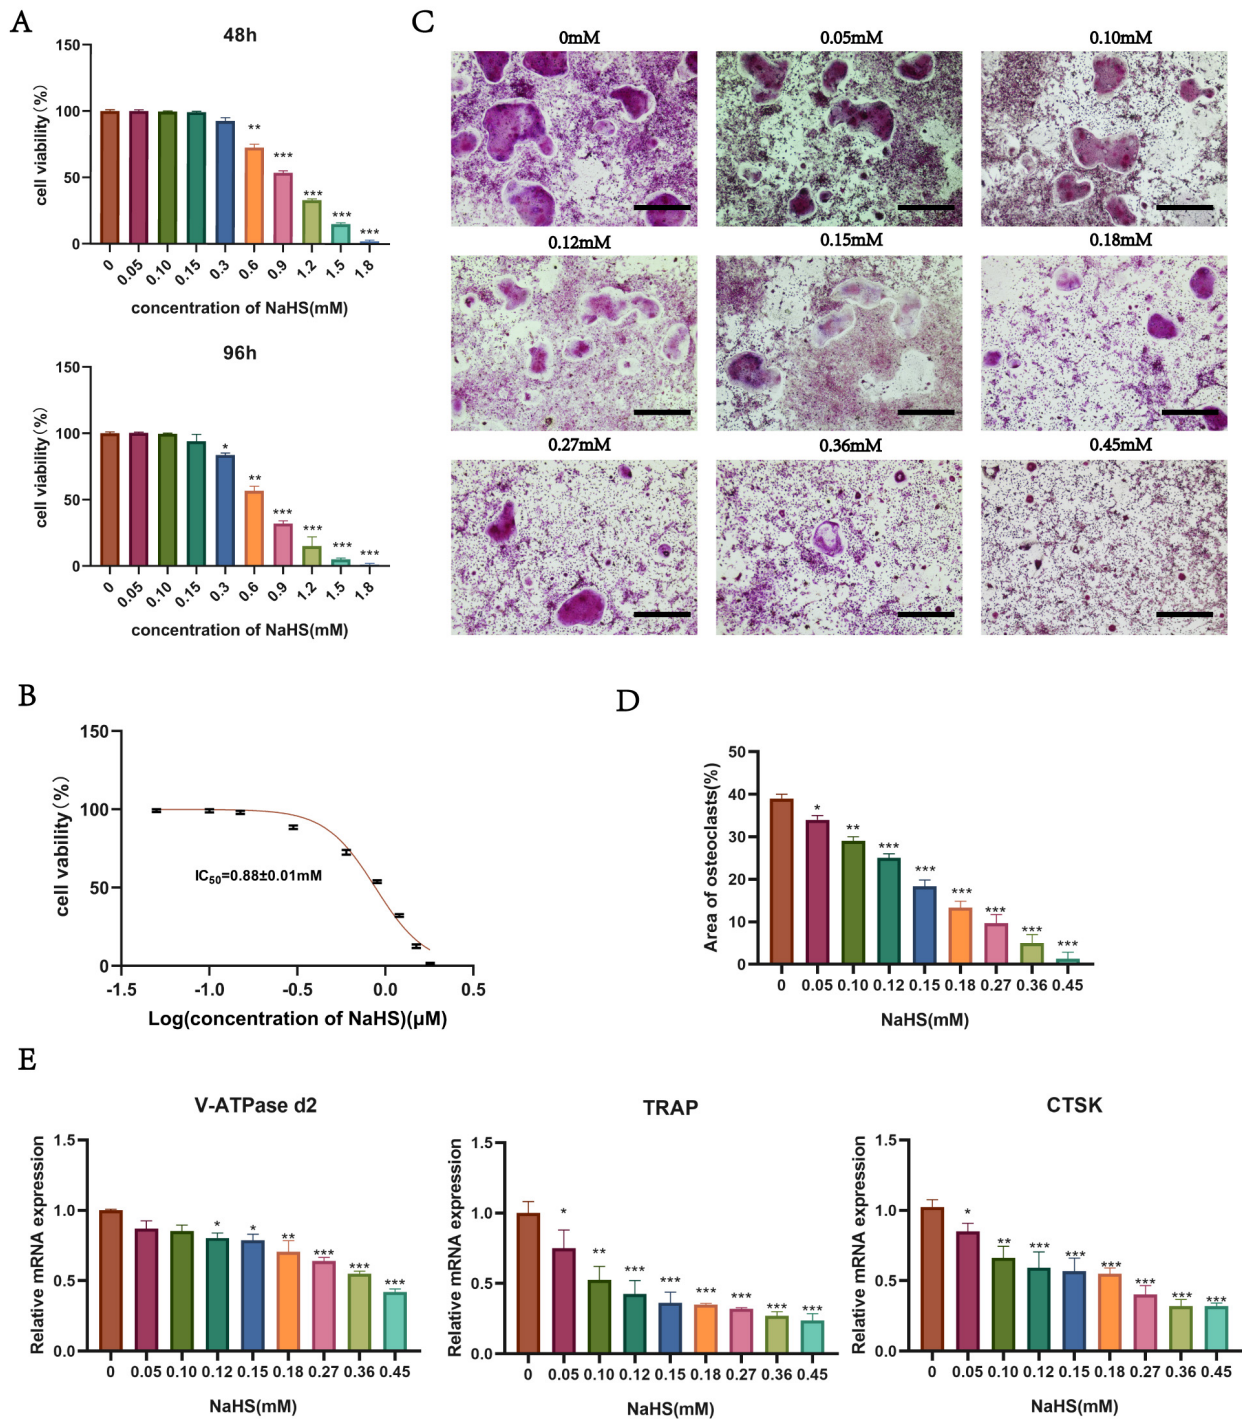 A
48h
150
100
50
0
cell viability(%)
** *** *** *** ***
0 0.05 0.10 0.15 0.3 0.6 0.9 1.2 1.5 1.8
concentration of NaHS(mM)
96h
150
100
50
0
cell viability(%)
* ** *** *** *** ***
0 0.05 0.10 0.15 0.3 0.6 0.9 1.2 1.5 1.8
concentration of NaHS(mM)
C
0mM 0.05mM 0.10mM
0.12mM 0.15mM 0.18mM
0.27mM 0.36mM 0.45mM
B
150
100
50
0
cell viability(%)
IC50=0.88±0.01mM
-1.5 -1.0 -0.5 0.0 0.5
Log(concentration of NaHS)(μM)
D
50
40
30
20
10
0
Area of osteoclasts(%)
* ** *** *** *** *** *** ***
0 0.05 0.10 0.12 0.15 0.18 0.27 0.36 0.45
NaHS(mM)
E
V-ATPase d2
1.5
1.0
0.5
0.0
Relative mRNA expression
* * ** *** *** ***
0 0.05 0.10 0.12 0.15 0.18 0.27 0.36 0.45
NaHS(mM)
TRAP
1.5
1.0
0.5
0.0
Relative mRNA expression
* ** *** *** *** *** *** ***
0 0.05 0.10 0.12 0.15 0.18 0.27 0.36 0.45
NaHS(mM)
CTSK
1.5
1.0
0.5
0.0
Relative mRNA expression
* ** *** *** *** *** *** ***
0 0.05 0.10 0.12 0.15 0.18 0.27 0.36 0.45
NaHS(mM)